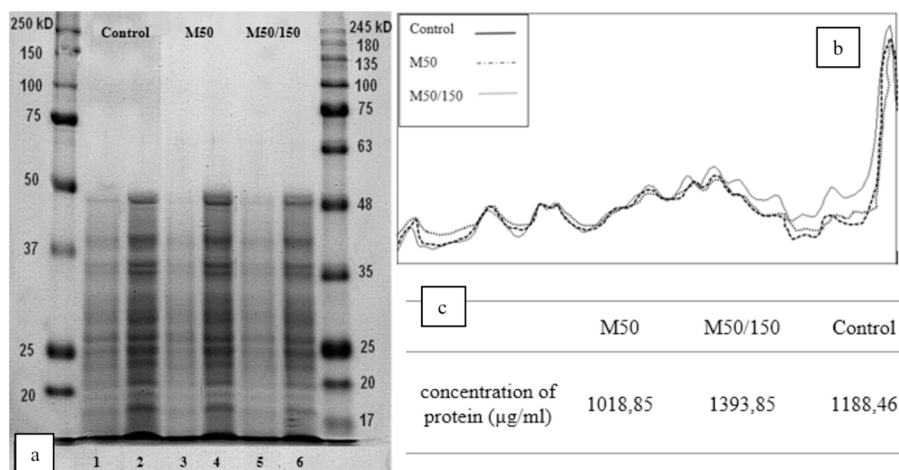 250 kD
150
100
75
50
37
25
20
Control M50 M50/150
245 kD
180
135
100
75
63
48
35
25
20
17
a
1 2 3 4 5 6
Control
M50
M50/150
b
c
M50 M50/150 Control
concentration of
protein (µg/ml) 1018,85 1393,85 1188,46